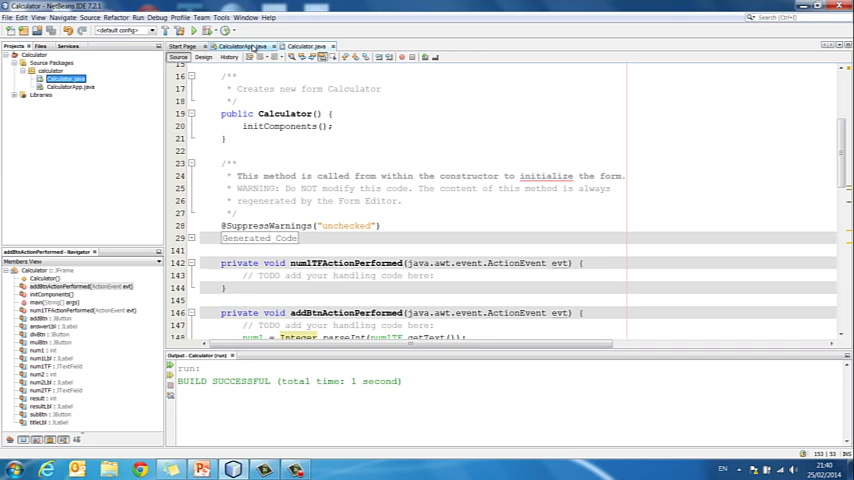 Calculator - NetBeans IDE 7.2.1
File Edit View Navigate Source Refactor Run Debug Profile Team Tools Window Help
Search (Ctrl+I)
<default config>
Projects Files Services
Start Page CalculatorApp.java Calculator.java
Source Design History
Calculator
Source Packages
calculator
Calculator.java
CalculatorApp.java
Libraries
15
16 /**
17 * Creates new form Calculator
18 */
19 public Calculator() {
20 initComponents();
21 }
22
23 /**
24 * This method is called from within the constructor to initialize the form.
25 * WARNING: Do NOT modify this code. The content of this method is always
26 * regenerated by the Form Editor.
27 */
28 @SuppressWarnings("unchecked")
29 Generated Code
141
142 private void num1TFActionPerformed(java.awt.event.ActionEvent evt) {
143 // TODO add your handling code here:
144 }
145
146 private void addBtnActionPerformed(java.awt.event.ActionEvent evt) {
147 // TODO add your handling code here:
148 num1 = Integer.parseInt(num1TF.getText());
addBtnActionPerformed - Navigator
Members View
Calculator :: JFrame
Calculator()
addBtnActionPerformed(ActionEvent evt)
initComponents()
main(String[] args)
num1TFActionPerformed(ActionEvent evt)
addBtn : JButton
answerLbl : JLabel
divBtn : JButton
mulBtn : JButton
num1 : int
num1Lbl : JLabel
num1TF : JTextField
num2 : int
num2Lbl : JLabel
num2TF : JTextField
result : int
resultLbl : JLabel
subBtn : JButton
titleLbl : JLabel
Output - Calculator (run)
run:
BUILD SUCCESSFUL (total time: 1 second)
153 | 53 INS
EN
21:40
25/02/2014